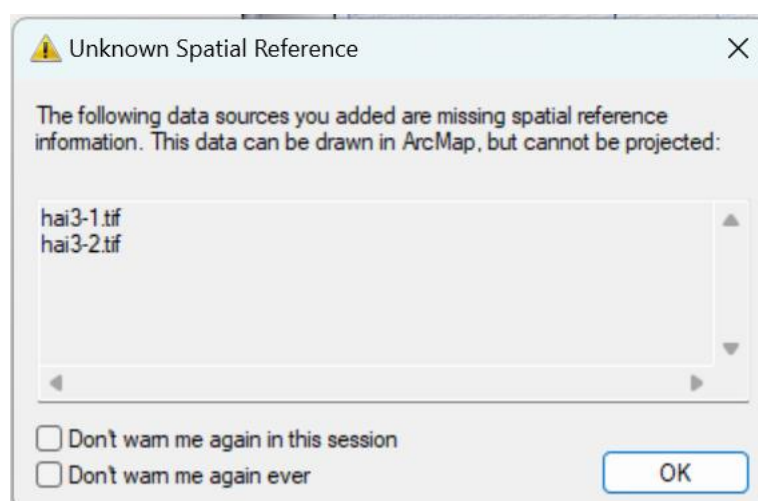 Unknown Spatial Reference
The following data sources you added are missing spatial reference
information. This data can be drawn in ArcMap, but cannot be projected:
hai3-1.tif
hai3-2.tif
Don't warn me again in this session
Don't warn me again ever
OK